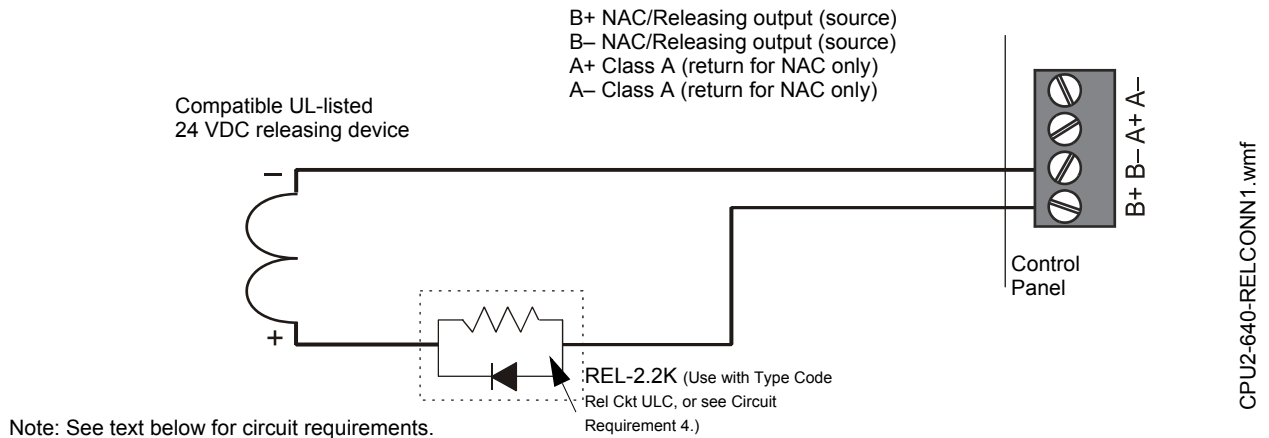 B+ NAC/Releasing output (source)
B– NAC/Releasing output (source)
A+ Class A (return for NAC only)
A– Class A (return for NAC only)
Compatible UL-listed
24 VDC releasing device
–
+
B+ B– A+ A–
Control
Panel
REL-2.2K (Use with Type Code
Rel Ckt ULC, or see Circuit
Requirement 4.)
Note: See text below for circuit requirements.
CPU2-640-RELCONN1.wmf